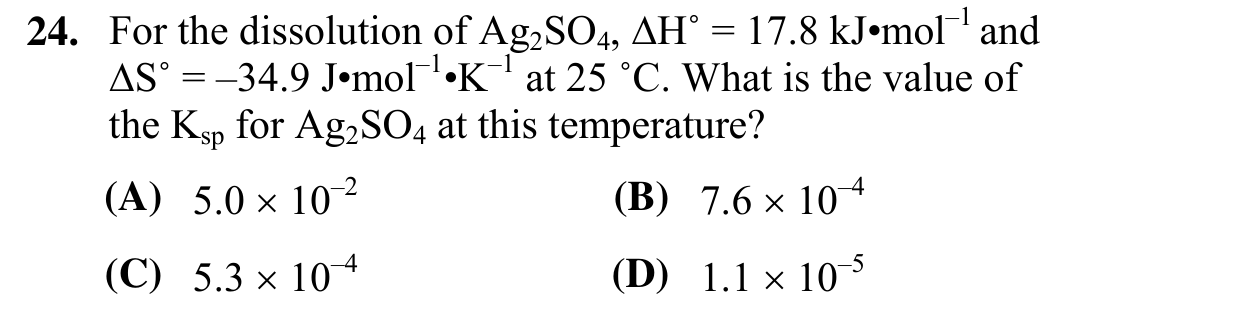 24. For the dissolution of Ag₂SO₄, ΔH° = 17.8 kJ•mol⁻¹ and
ΔS° = –34.9 J•mol⁻¹•K⁻¹ at 25 °C. What is the value of
the Kₛₚ for Ag₂SO₄ at this temperature?
(A) 5.0 × 10⁻² (B) 7.6 × 10⁻⁴
(C) 5.3 × 10⁻⁴ (D) 1.1 × 10⁻⁵